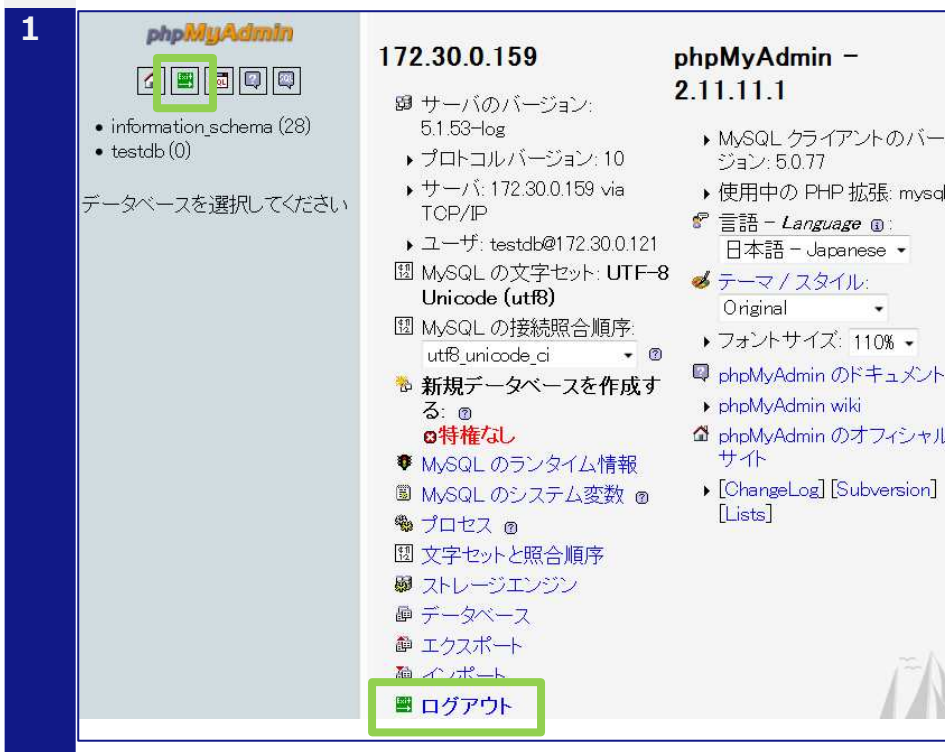 1
phpMyAdmin
information_schema (28)
testdb (0)
データベースを選択してください
172.30.0.159
サーバのバージョン:
5.1.53-log
プロトコルバージョン: 10
サーバ: 172.30.0.159 via
TCP/IP
ユーザ: testdb@172.30.0.121
MySQL の文字セット: UTF-8
Unicode (utf8)
MySQL の接続照合順序:
utf8_unicode_ci
新規データベースを作成す
る:
特権なし
MySQL のランタイム情報
MySQL のシステム変数
プロセス
文字セットと照合順序
ストレージエンジン
データベース
エクスポート
インポート
ログアウト
phpMyAdmin -
2.11.11.1
MySQL クライアントのバー
ジョン: 5.0.77
使用中の PHP 拡張: mysql
言語 - Language :
日本語 - Japanese
テーマ / スタイル:
Original
フォントサイズ: 110%
phpMyAdmin のドキュメント
phpMyAdmin wiki
phpMyAdmin のオフィシャル
サイト
[ChangeLog] [Subversion]
[Lists]